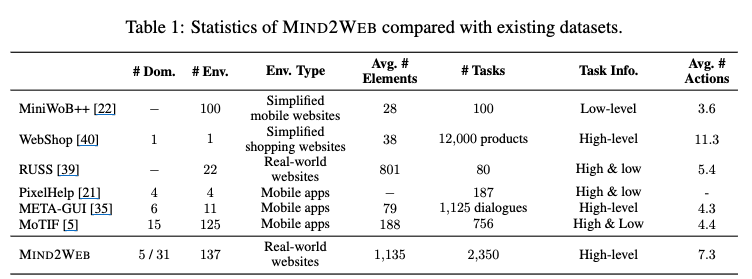 Table 1: Statistics of MIND2WEB compared with existing datasets.
# Dom. # Env. Env. Type Avg. # Elements # Tasks Task Info. Avg. # Actions
MiniWoB++ [22] – 100 Simplified mobile websites 28 100 Low-level 3.6
WebShop [40] 1 1 Simplified shopping websites 38 12,000 products High-level 11.3
RUSS [39] – 22 Real-world websites 801 80 High & low 5.4
PixelHelp [21] 4 4 Mobile apps – 187 High & low -
META-GUI [35] 6 11 Mobile apps 79 1,125 dialogues High-level 4.3
MoTIF [5] 15 125 Mobile apps 188 756 High & Low 4.4
MIND2WEB 5 / 31 137 Real-world websites 1,135 2,350 High-level 7.3